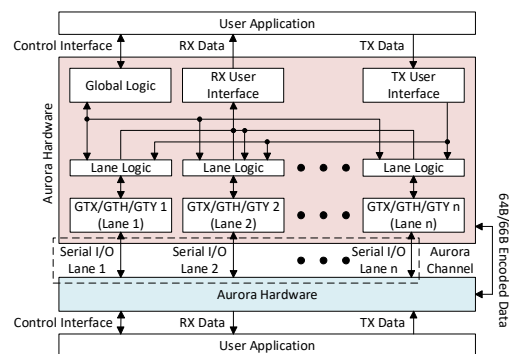 User Application
Control Interface
RX Data
TX Data
Aurora Hardware
Global Logic
RX User
Interface
TX User
Interface
Lane Logic
Lane Logic
Lane Logic
GTX/GTH/GTY 1
(Lane 1)
GTX/GTH/GTY 2
(Lane 2)
GTX/GTH/GTY n
(Lane n)
Serial I/O
Lane 1
Serial I/O
Lane 2
Serial I/O
Lane n
Aurora
Channel
64B/66B Encoded Data
Aurora Hardware
Control Interface
RX Data
TX Data
User Application